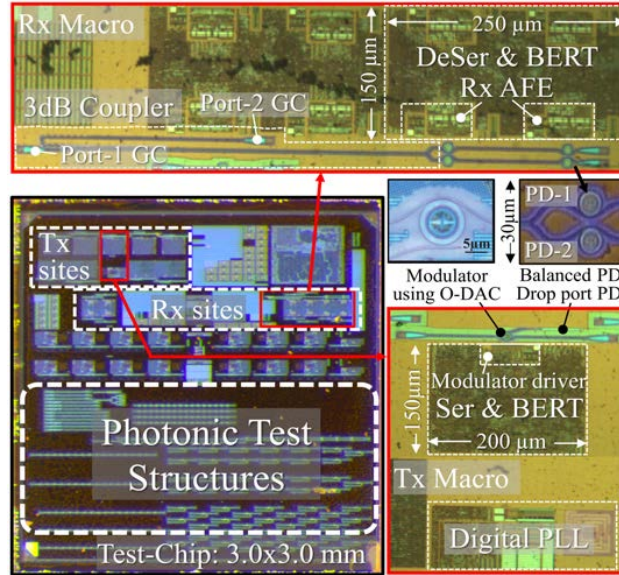 Rx Macro
250 µm
150 µm
DeSer & BERT
Rx AFE
3dB Coupler
Port-2 GC
Port-1 GC
Tx
sites
Rx sites
5µm
30µm
PD-1
PD-2
Modulator
using O-DAC
Balanced PD
Drop port PD
Modulator driver
Ser & BERT
150µm
200 µm
Tx Macro
Digital PLL
Photonic Test
Structures
Test-Chip: 3.0x3.0 mm